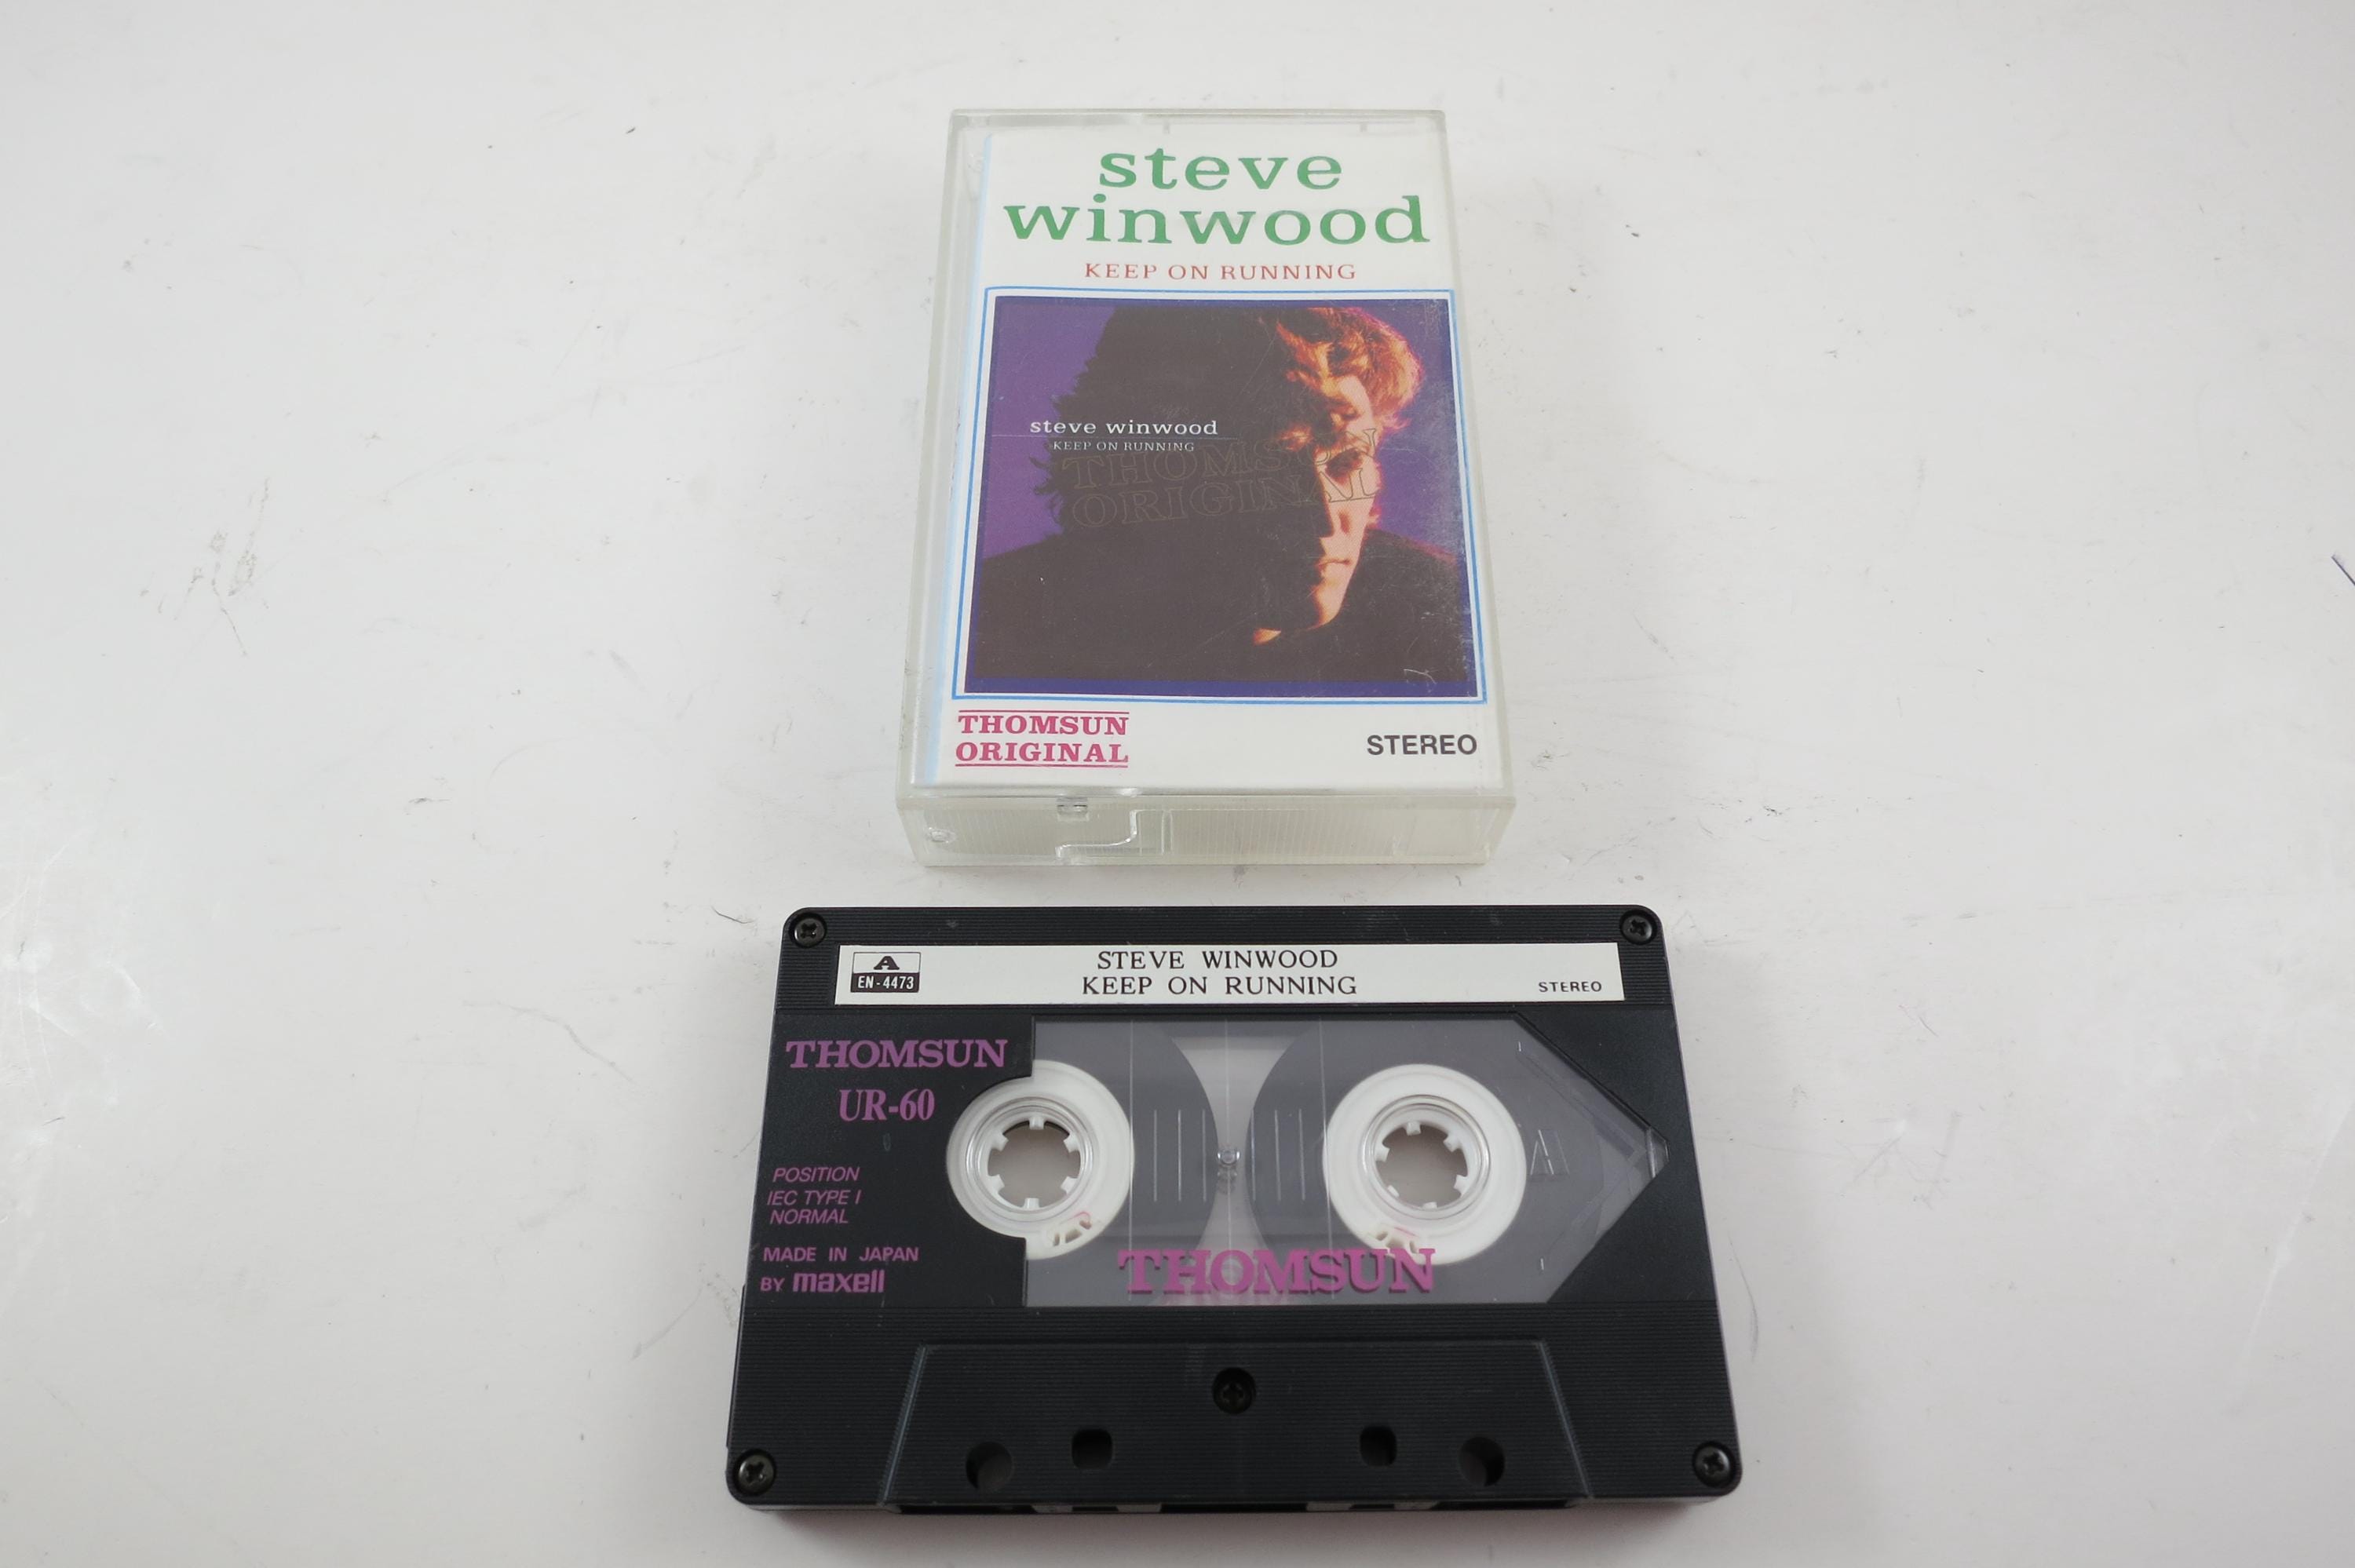 steve
winwood
KEEP ON RUNNING
steve winwood
KEEP ON RUNNING
THOMSUN
ORIGINAL
THOMSUN
ORIGINAL
STEREO
A
EN-4473
STEVE WINWOOD
KEEP ON RUNNING
STEREO
THOMSUN
UR-60
POSITION
IEC TYPE I
NORMAL
MADE IN JAPAN
BY maxell
THOMSUN